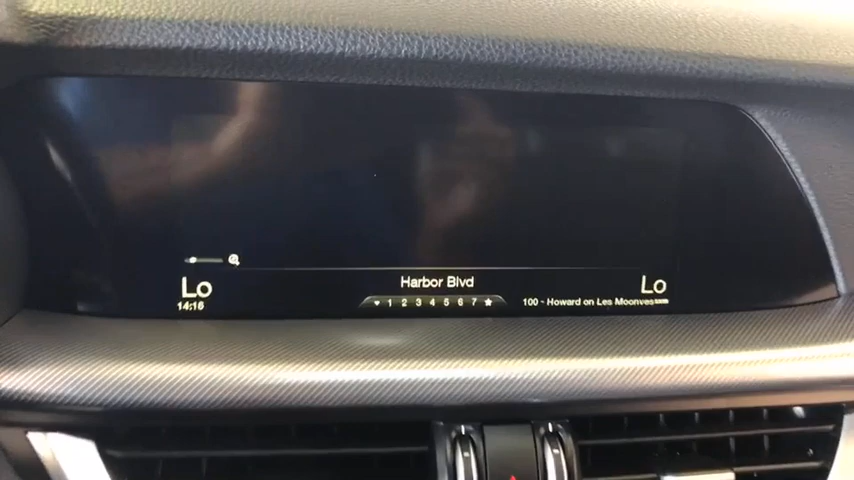 Harbor Blvd
Lo
Lo
14:16
1 2 3 4 5 6 7
100 - Howard on Les Moonves